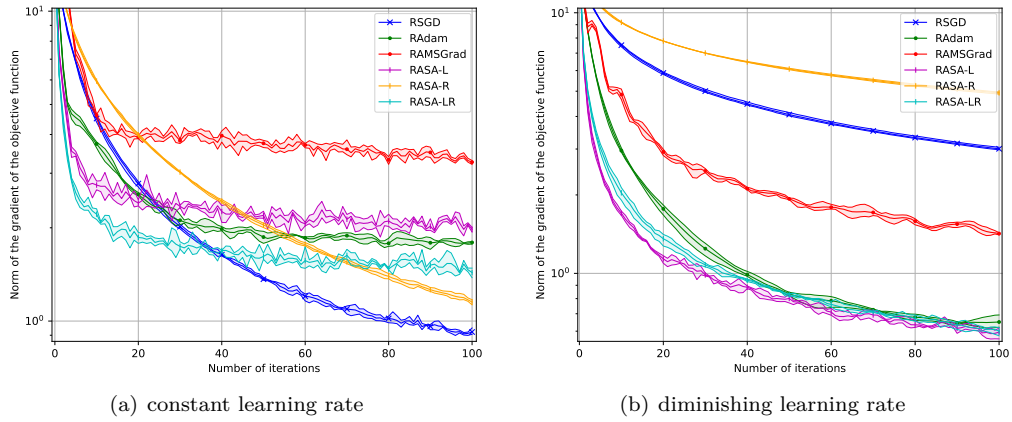 10¹
10⁰
0 20 40 60 80 100
Norm of the gradient of the objective function
Number of iterations
RSGD
RAdam
RAMSGrad
RASA-L
RASA-R
RASA-LR
(a) constant learning rate
10¹
10⁰
0 20 40 60 80 100
Norm of the gradient of the objective function
Number of iterations
RSGD
RAdam
RAMSGrad
RASA-L
RASA-R
RASA-LR
(b) diminishing learning rate